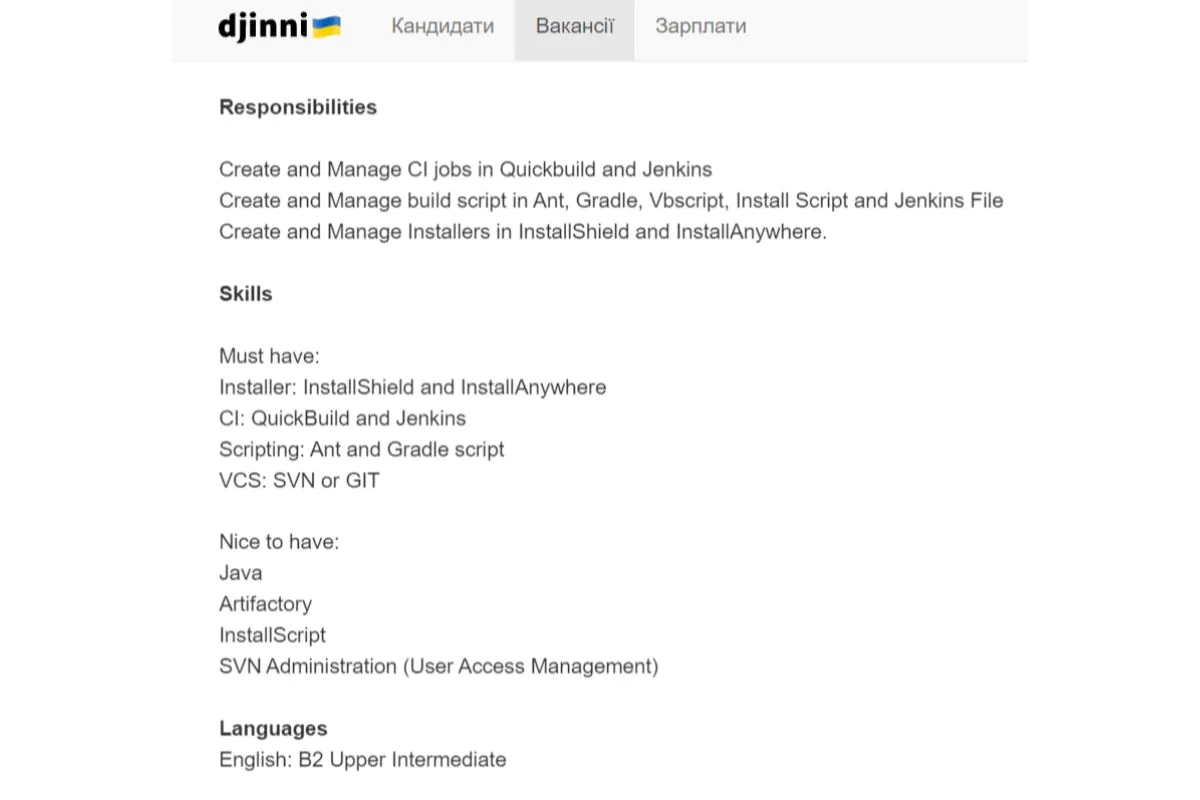 djinni
Кандидати
Вакансії
Зарплати
Responsibilities
Create and Manage CI jobs in Quickbuild and Jenkins
Create and Manage build script in Ant, Gradle, Vbscript, Install Script and Jenkins File
Create and Manage Installers in InstallShield and InstallAnywhere.
Skills
Must have:
Installer: InstallShield and InstallAnywhere
CI: QuickBuild and Jenkins
Scripting: Ant and Gradle script
VCS: SVN or GIT
Nice to have:
Java
Artifactory
InstallScript
SVN Administration (User Access Management)
Languages
English: B2 Upper Intermediate